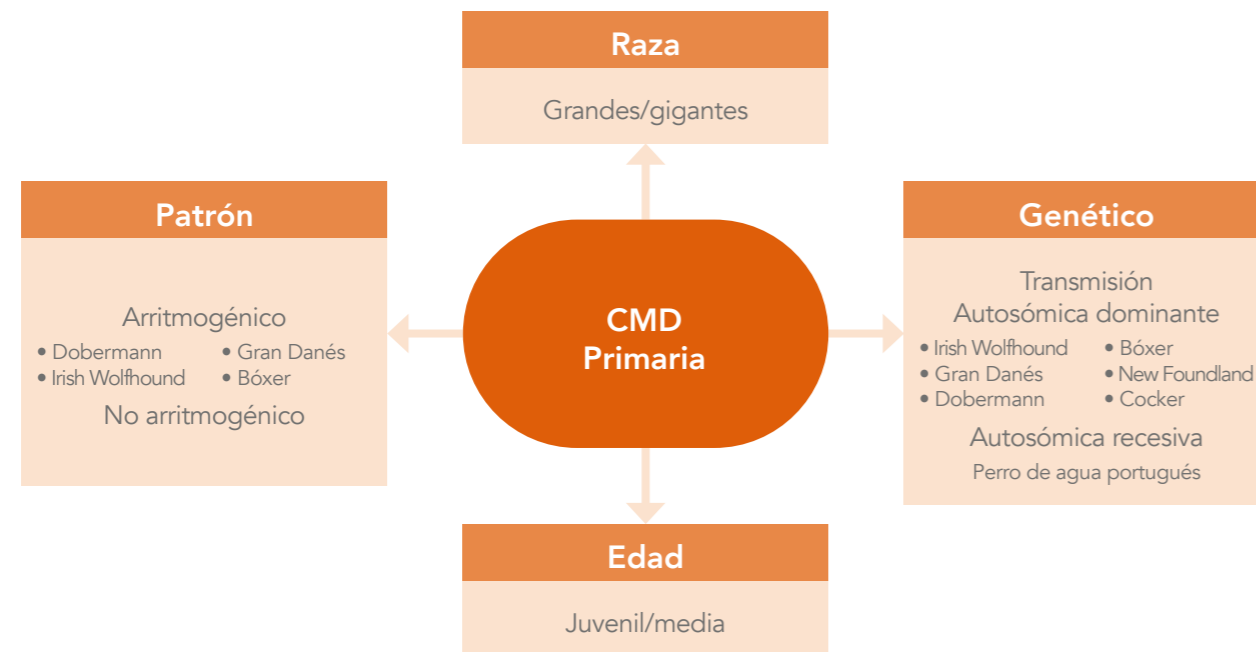 Raza
Grandes/gigantes
Patrón
Arritmogénico
• Dobermann
• Gran Danés
• Irish Wolfhound
• Bóxer
No arritmogénico
CMD
Primaria
Genético
Transmisión
Autosómica dominante
• Irish Wolfhound
• Bóxer
• Gran Danés
• New Foundland
• Dobermann
• Cocker
Autosómica recesiva
Perro de agua portugués
Edad
Juvenil/media